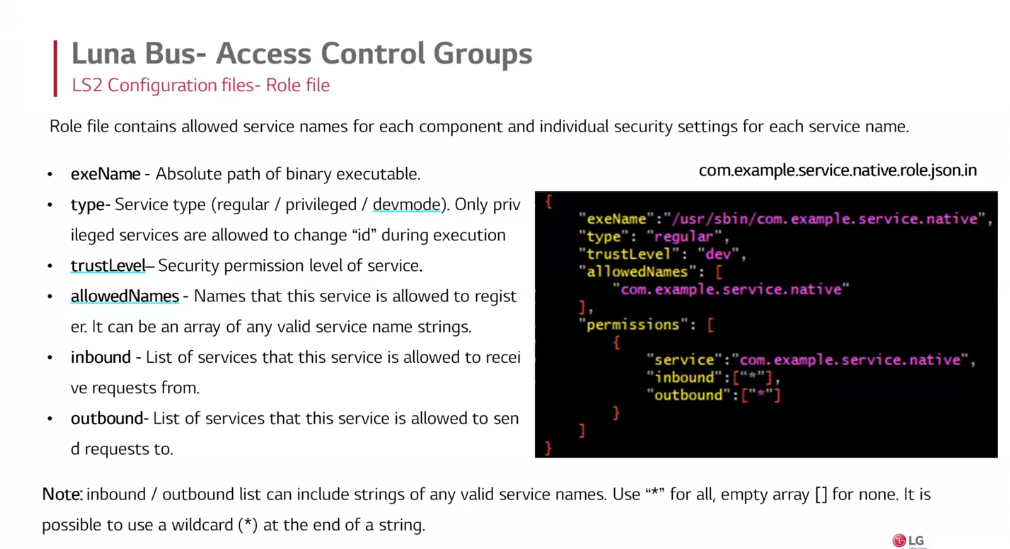 Luna Bus- Access Control Groups
LS2 Configuration files- Role file
Role file contains allowed service names for each component and individual security settings for each service name.
• exeName - Absolute path of binary executable.
• type- Service type (regular / privileged / devmode). Only priv
ileged services are allowed to change “id” during execution
• trustLevel– Security permission level of service.
• allowedNames - Names that this service is allowed to regist
er. It can be an array of any valid service name strings.
• inbound - List of services that this service is allowed to recei
ve requests from.
• outbound- List of services that this service is allowed to sen
d requests to.
com.example.service.native.role.json.in
{
"exeName":"/usr/sbin/com.example.service.native",
"type": "regular",
"trustLevel": "dev",
"allowedNames": [
"com.example.service.native"
],
"permissions": [
{
"service":"com.example.service.native",
"inbound":["*"],
"outbound":["*"]
}
]
}
Note: inbound / outbound list can include strings of any valid service names. Use “*” for all, empty array [] for none. It is
possible to use a wildcard (*) at the end of a string.
LG